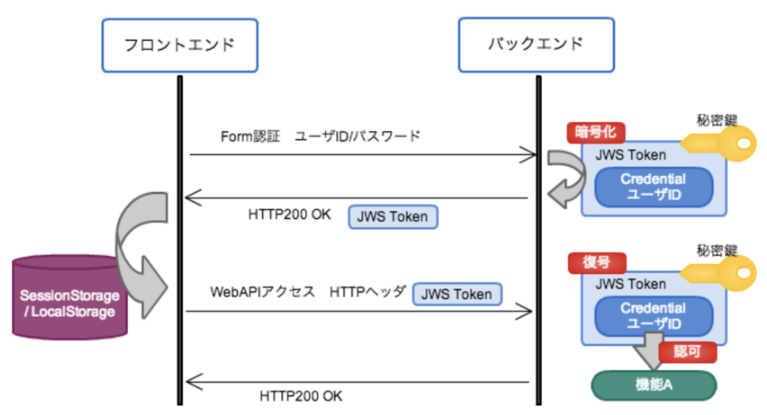 フロントエンド
バックエンド
Form認証 ユーザID/パスワード
秘密鍵
暗号化
JWS Token
Credential
ユーザID
HTTP200 OK
JWS Token
秘密鍵
復号
JWS Token
SessionStorage
/ LocalStorage
WebAPIアクセス HTTPヘッダ
JWS Token
Credential
ユーザID
認可
機能A
HTTP200 OK